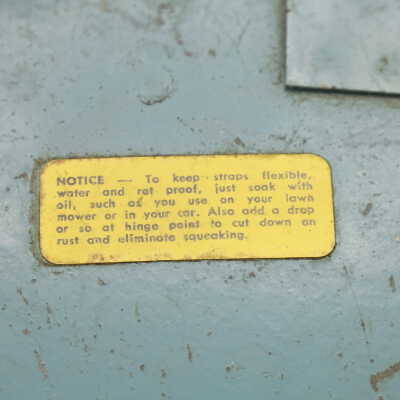 NOTICE — To keep straps flexible,
water and rot proof, just soak with
oil, such as you use on your lawn
mower or in your car. Also add a drop
or so at hinge point to cut down on
rust and eliminate squeaking.